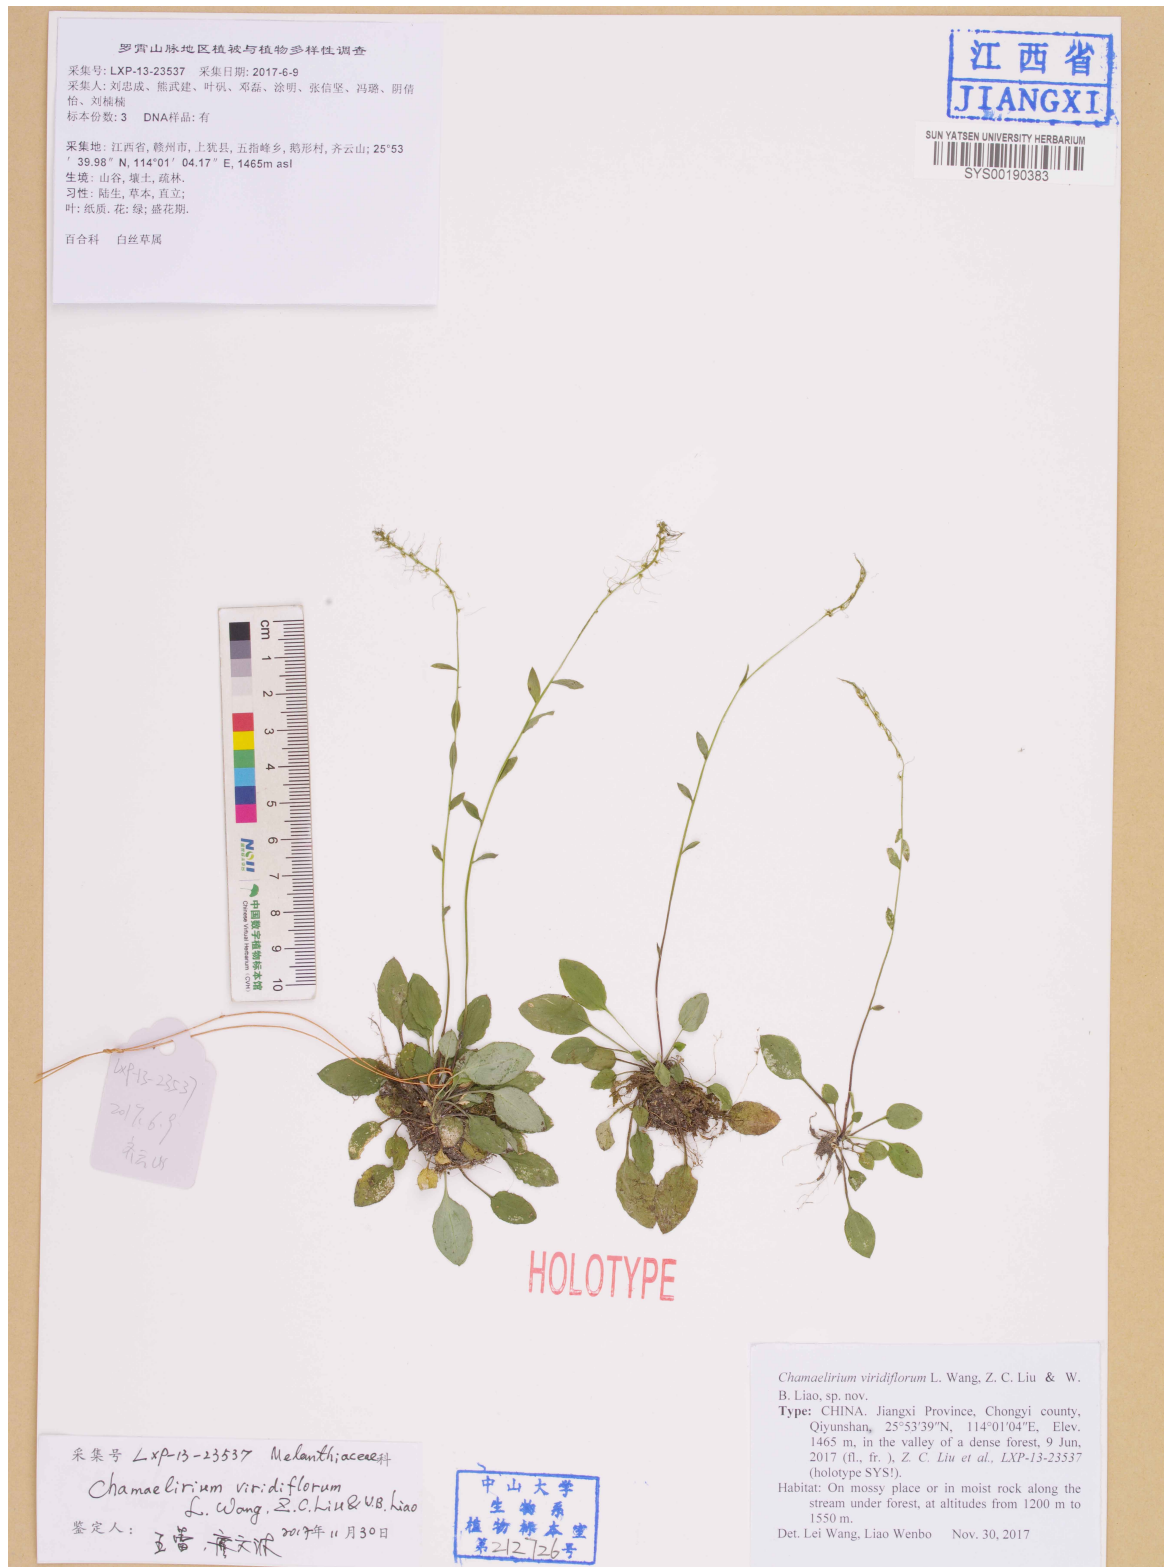 罗霄山脉地区植被与植物多样性调查
采集号: LXP-13-23537 采集日期: 2017-6-9
采集人: 刘忠成、熊武建、叶矾、邓磊、涂明、张信坚、冯璐、阴倩
怡、刘楠楠
标本份数: 3 DNA样品: 有
采集地: 江西省, 赣州市, 上犹县, 五指峰乡, 鹅形村, 齐云山; 25°53
′ 39.98″ N, 114°01′ 04.17″ E, 1465m asl
生境: 山谷, 壤土, 疏林.
习性: 陆生, 草本, 直立;
叶: 纸质. 花: 绿; 盛花期.
百合科 白丝草属
江西省
JIANGXI
SUN YATSEN UNIVERSITY HERBARIUM
SYS00190383
cm
1
2
3
4
5
6
7
8
9
10
NSII
中国数字植物标本馆
Chinese Virtual Herbarium (CVH)
Lxp-13-23537
2017.6.9
齐云山
HOLOTYPE
采集号 LXP-13-23537 Melanthiaceae科
Chamaelirium viridiflorum
L. Wang, Z.C.Liu & W.B.Liao
鉴定人: 王蕾, 廖文波 2017年11月30日
中山大学
生物系
植物标本室
第212726号
Chamaelirium viridiflorum L. Wang, Z. C. Liu & W.
B. Liao, sp. nov.
Type: CHINA. Jiangxi Province, Chongyi county,
Qiyunshan, 25°53′39″N, 114°01′04″E, Elev.
1465 m, in the valley of a dense forest, 9 Jun,
2017 (fl., fr. ), Z. C. Liu et al., LXP-13-23537
(holotype SYS!).
Habitat: On mossy place or in moist rock along the
stream under forest, at altitudes from 1200 m to
1550 m.
Det. Lei Wang, Liao Wenbo Nov. 30, 2017